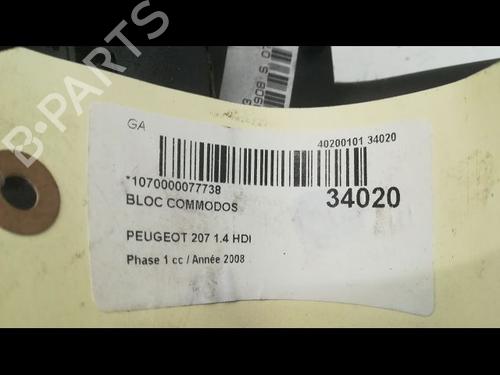 B-PARTS
GA
40200101 34020
*1070000077738
34020
BLOC COMMODOS
PEUGEOT 207 1.4 HDI
Phase 1 cc / Année 2008